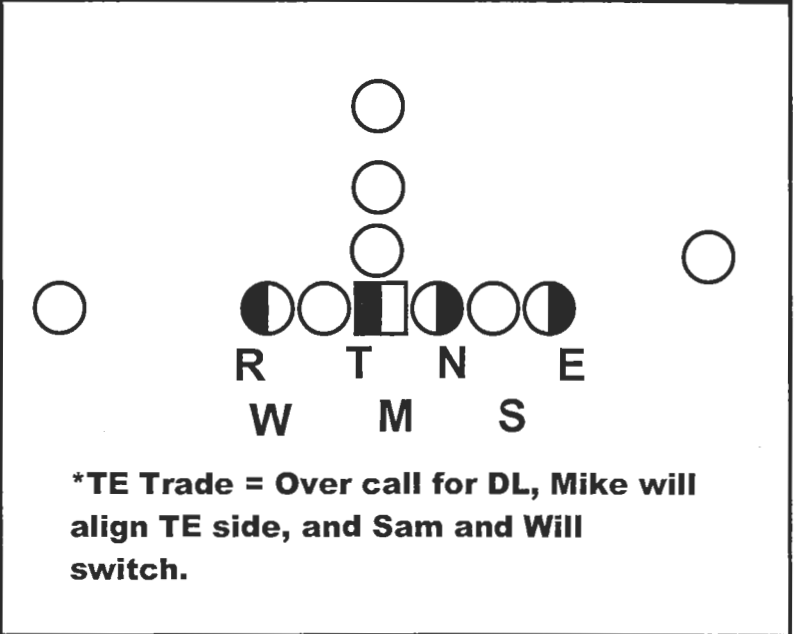 R T N E
W M S
*TE Trade = Over call for DL, Mike will
align TE side, and Sam and Will
switch.